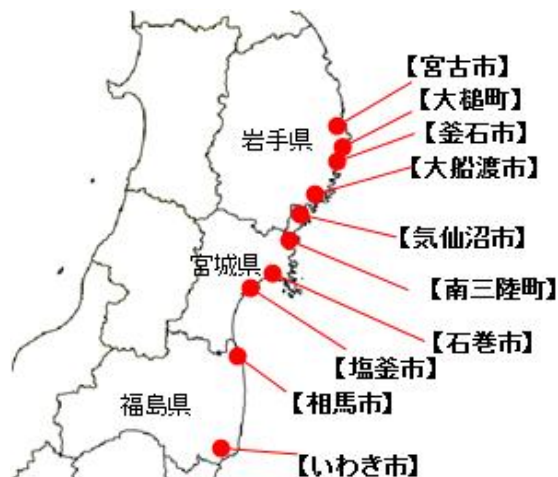 【宮古市】
【大槌町】
岩手県
【釜石市】
【大船渡市】
【気仙沼市】
宮城県
【南三陸町】
【石巻市】
【塩釜市】
福島県
【相馬市】
【いわき市】